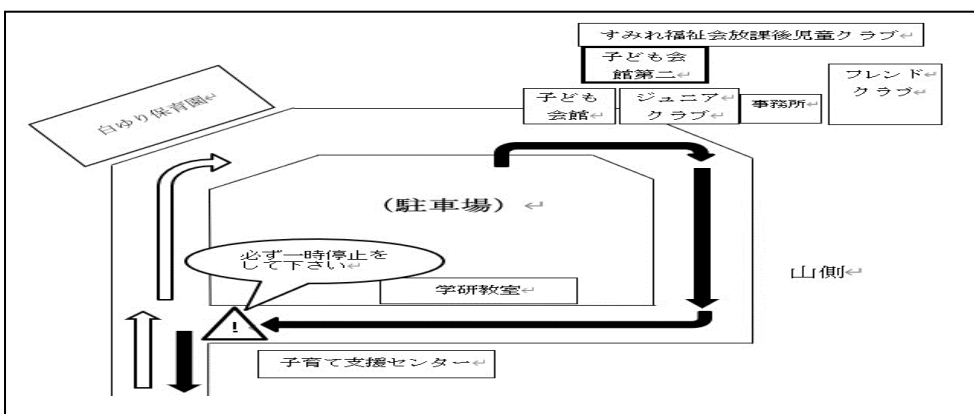 すみれ福祉会放課後児童クラブ
子ども会
館第二
フレンド
クラブ
白ゆり保育園
子ども
会館
ジュニア
クラブ
事務所
(駐車場)
必ず一時停止を
して下さい
学研教室
山側
!
子育て支援センター